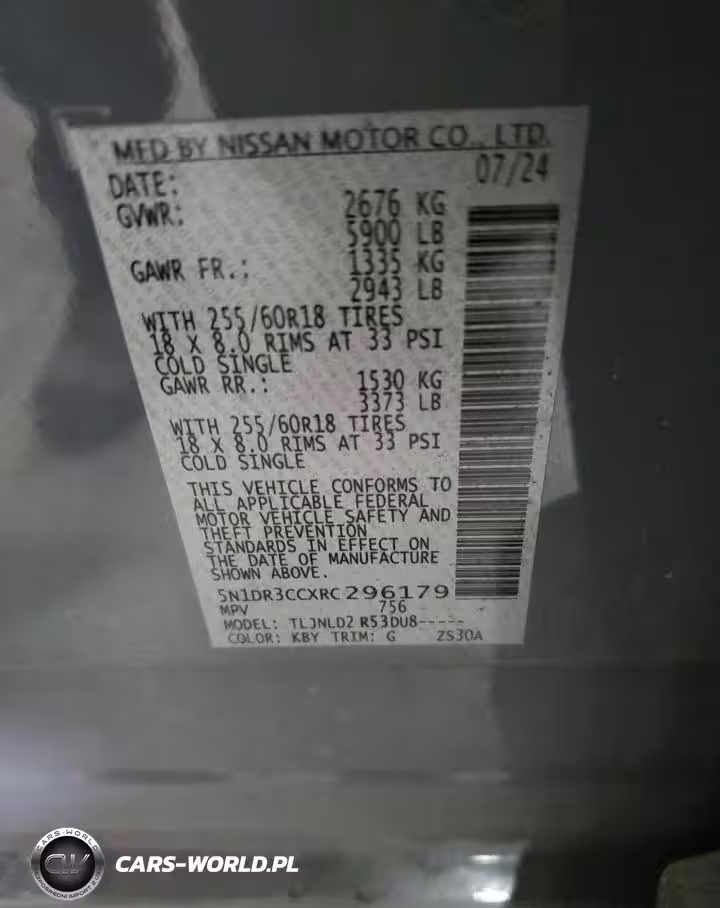 MFD BY NISSAN MOTOR CO., LTD.
DATE: 07/24
GVWR: 2676 KG
5900 LB
GAWR FR.: 1335 KG
2943 LB
WITH 255/60R18 TIRES
18 X 8.0 RIMS AT 33 PSI
COLD SINGLE
GAWR RR.: 1530 KG
3373 LB
WITH 255/60R18 TIRES
18 X 8.0 RIMS AT 33 PSI
COLD SINGLE
THIS VEHICLE CONFORMS TO
ALL APPLICABLE FEDERAL
MOTOR VEHICLE SAFETY AND
THEFT PREVENTION
STANDARDS IN EFFECT ON
THE DATE OF MANUFACTURE
SHOWN ABOVE.
5N1DR3CCXRC296179
MPV 756
MODEL: TLJNLD2 R53DU8-----
COLOR: KBY TRIM: G ZS30A
CARS-WORLD
CW
CARS-WORLD.PL